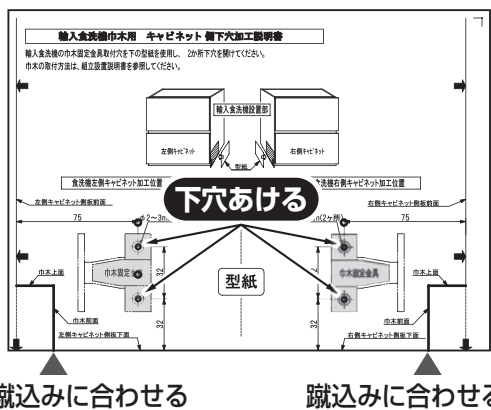 輸入食洗機巾木用 キャビネット 側下穴加工説明書
輸入食洗機の巾木固定金具取付穴を下の型紙を使用し、 2か所下穴を開けてください。
巾木の取付方法は、組立設置説明書を参照してください。
輸入食洗機設置部
左側キャビネット
右側キャビネット
型紙
食洗機左側キャビネット加工位置
食洗機右側キャビネット加工位置
下穴あける
左側キャビネット側板前面
右側キャビネット側板前面
75
φ2〜3m
m(2ヶ所)
75
巾木上面
巾木固定金
型紙
巾木固定金具
巾木上面
32
32
32
巾木前面
巾木前面
左側キャビネット側板下面
右側キャビネット側板下面
蹴込みに合わせる
蹴込みに合わせる